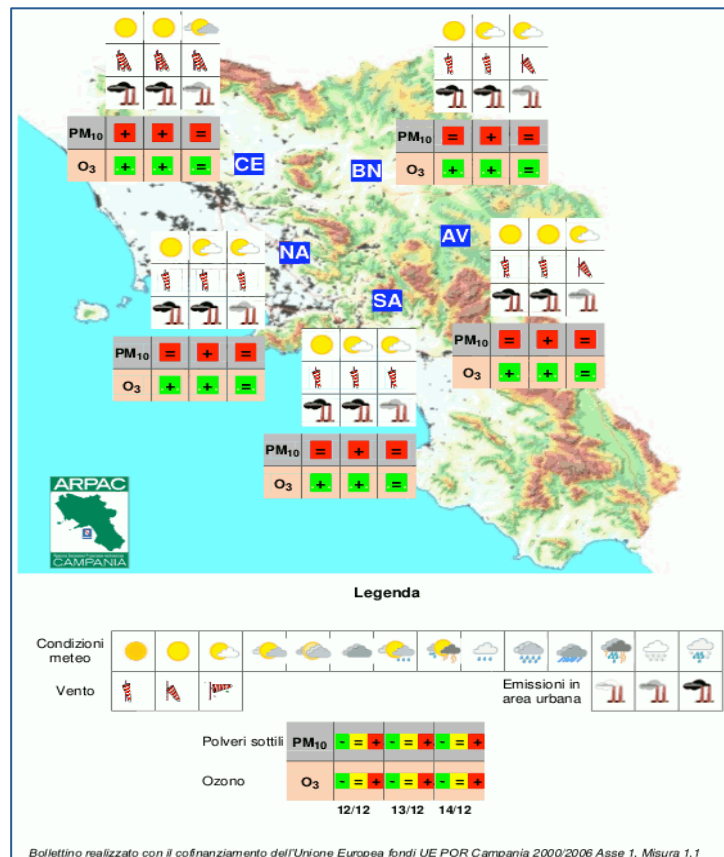 PM10 + + =
O3 + + =
PM10 = + =
O3 + + =
CE
BN
NA
AV
SA
PM10 = + =
O3 + + =
PM10 = + =
O3 + + =
PM10 = + =
O3 + + =
ARPAC
CAMPANIA
Legenda
Condizioni
meteo
Vento
Emissioni in
area urbana
Polveri sottili PM10 - = + - = + - = +
Ozono O3 - = + - = + - = +
12/12 13/12 14/12
Bollettino realizzato con il cofinanziamento dell'Unione Europea fondi UE POR Campania 2000/2006 Asse 1, Misura 1.1